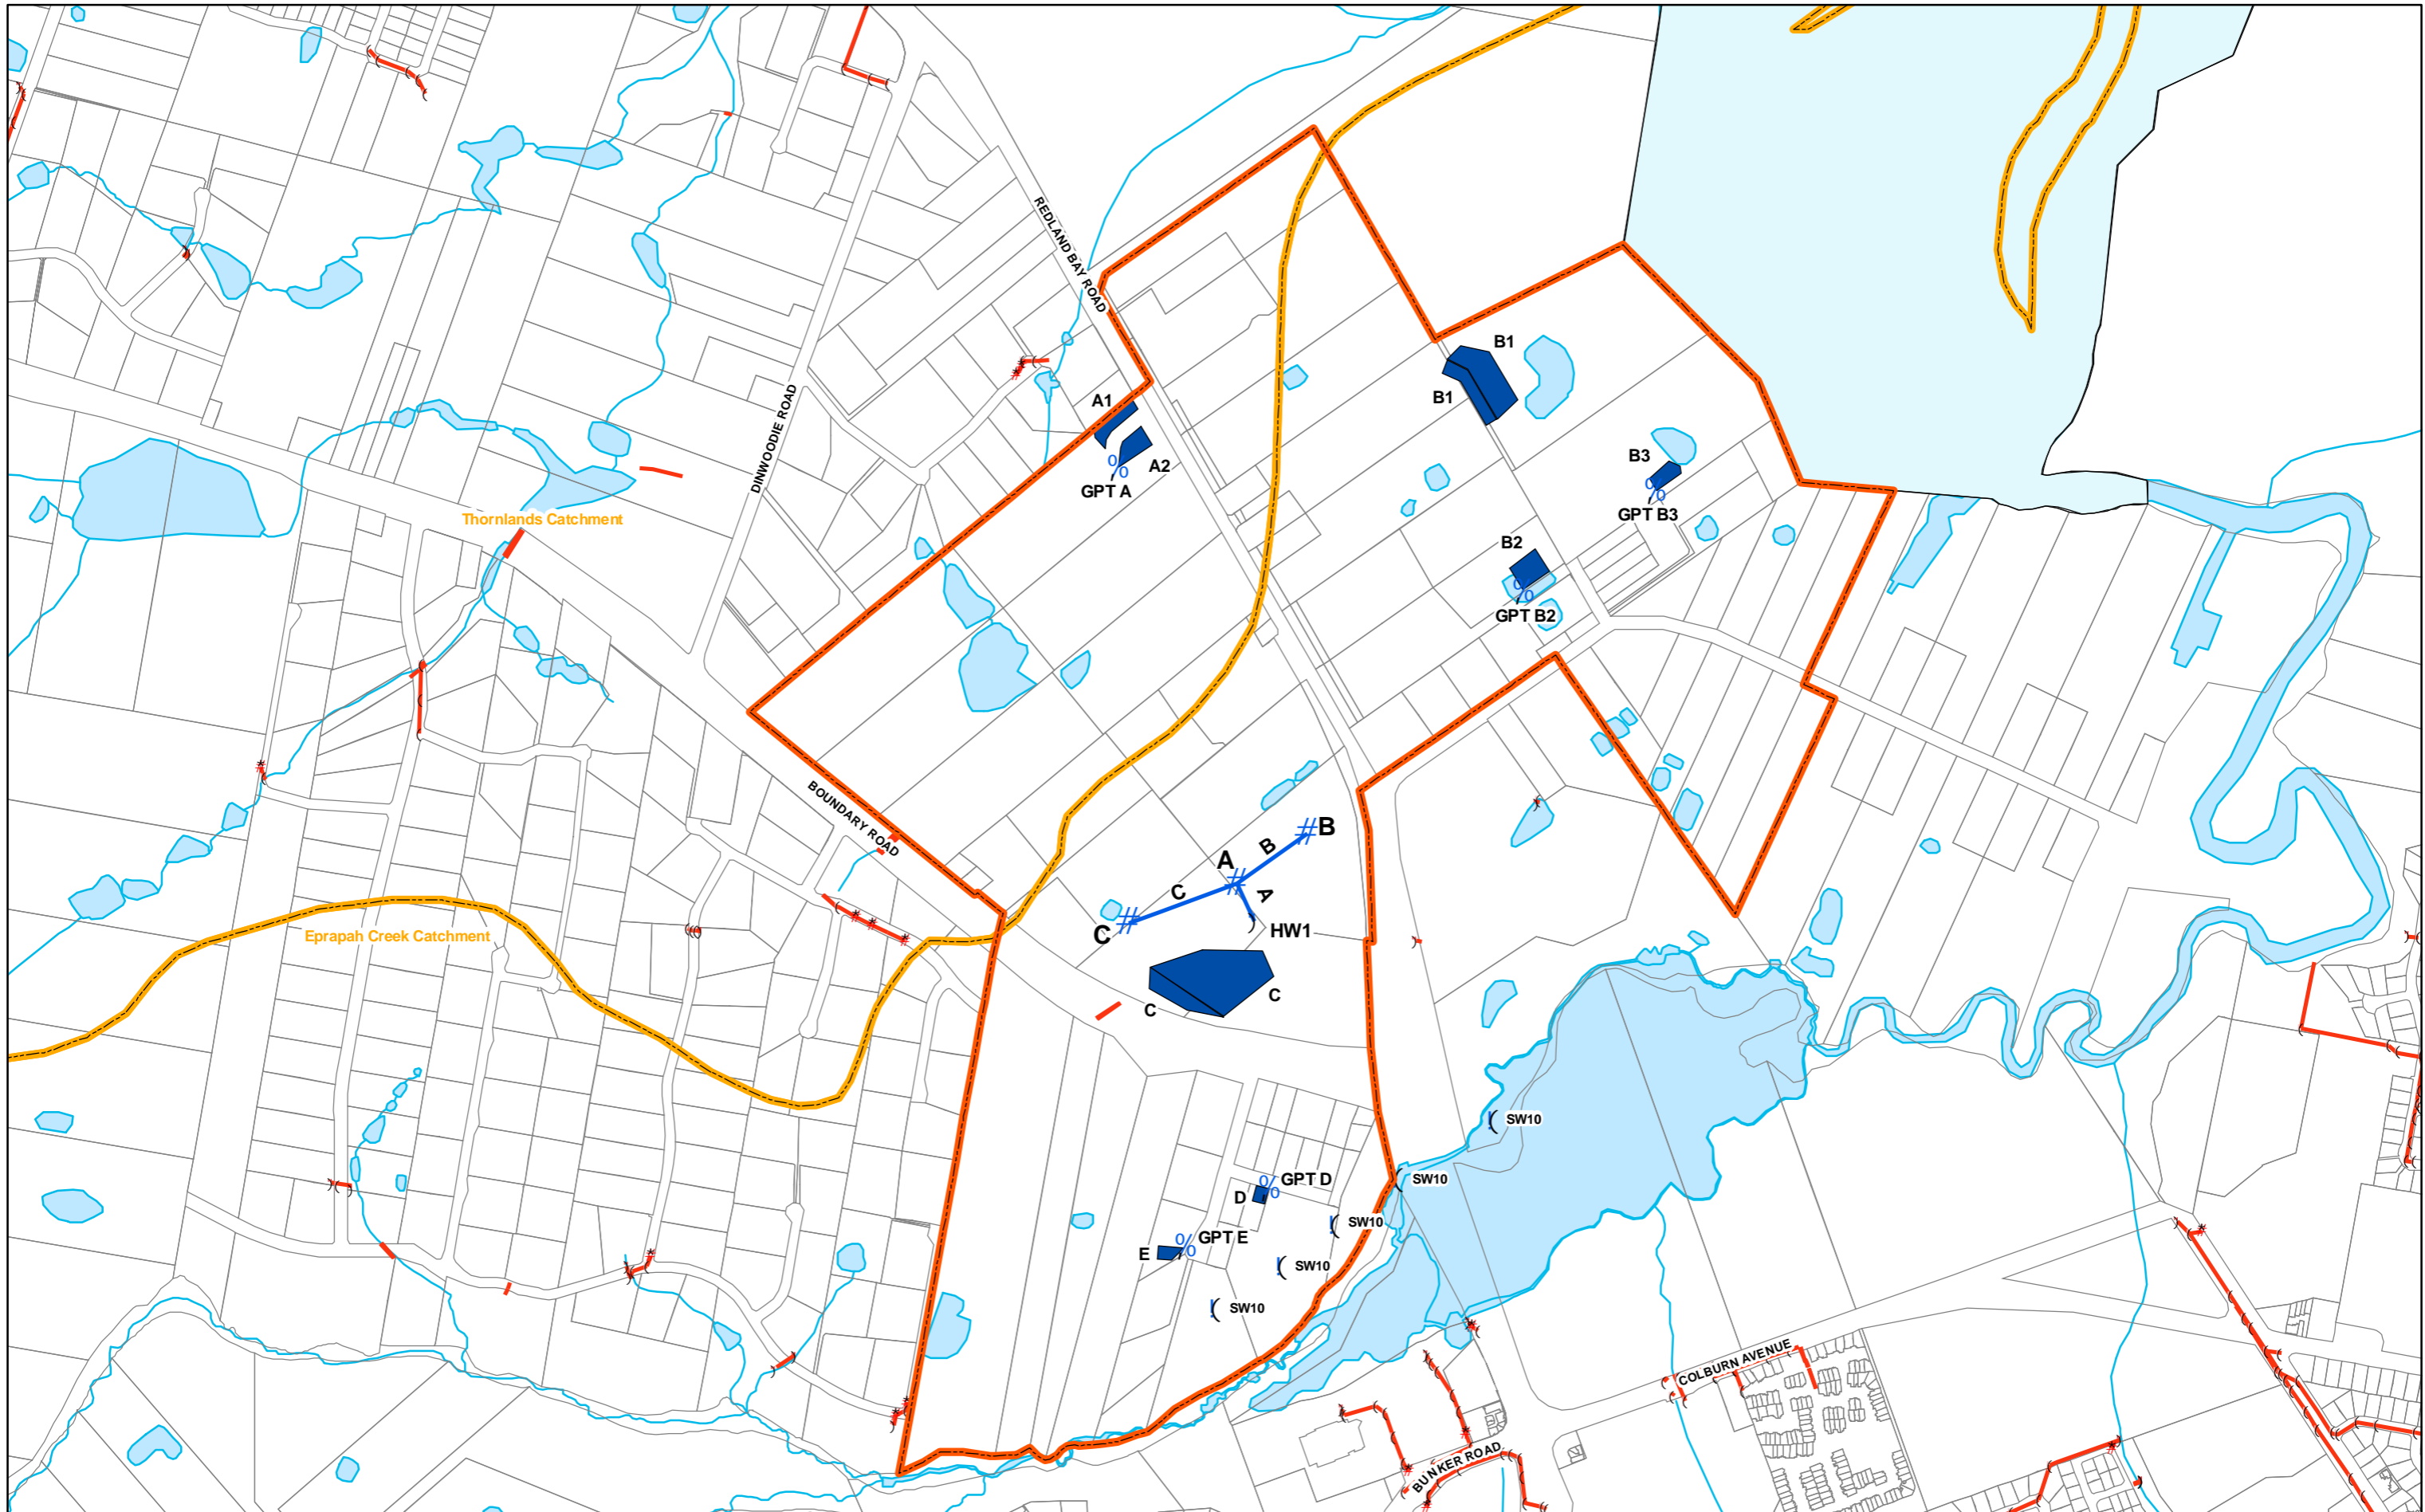 REDLAND BAY ROAD
B1
B1
DINWOODIE ROAD
A1
A2
GPT A
B3
GPT B3
Thornlands Catchment
B2
GPT B2
BOUNDARY ROAD
B
B
A
C
A
C
HW1
Eprapah Creek Catchment
C
C
SW10
GPT D
SW10
D
SW10
GPT E
E
SW10
SW10
COLBURN AVENUE
BUNKER ROAD